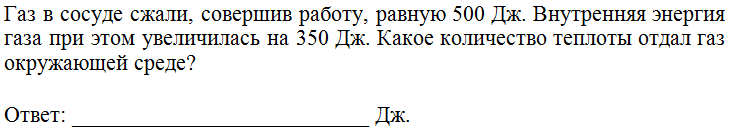 Газ в сосуде сжали, совершив работу, равную 500 Дж. Внутренняя энергия
газа при этом увеличилась на 350 Дж. Какое количество теплоты отдал газ
окружающей среде?
Ответ: ___________________________ Дж.